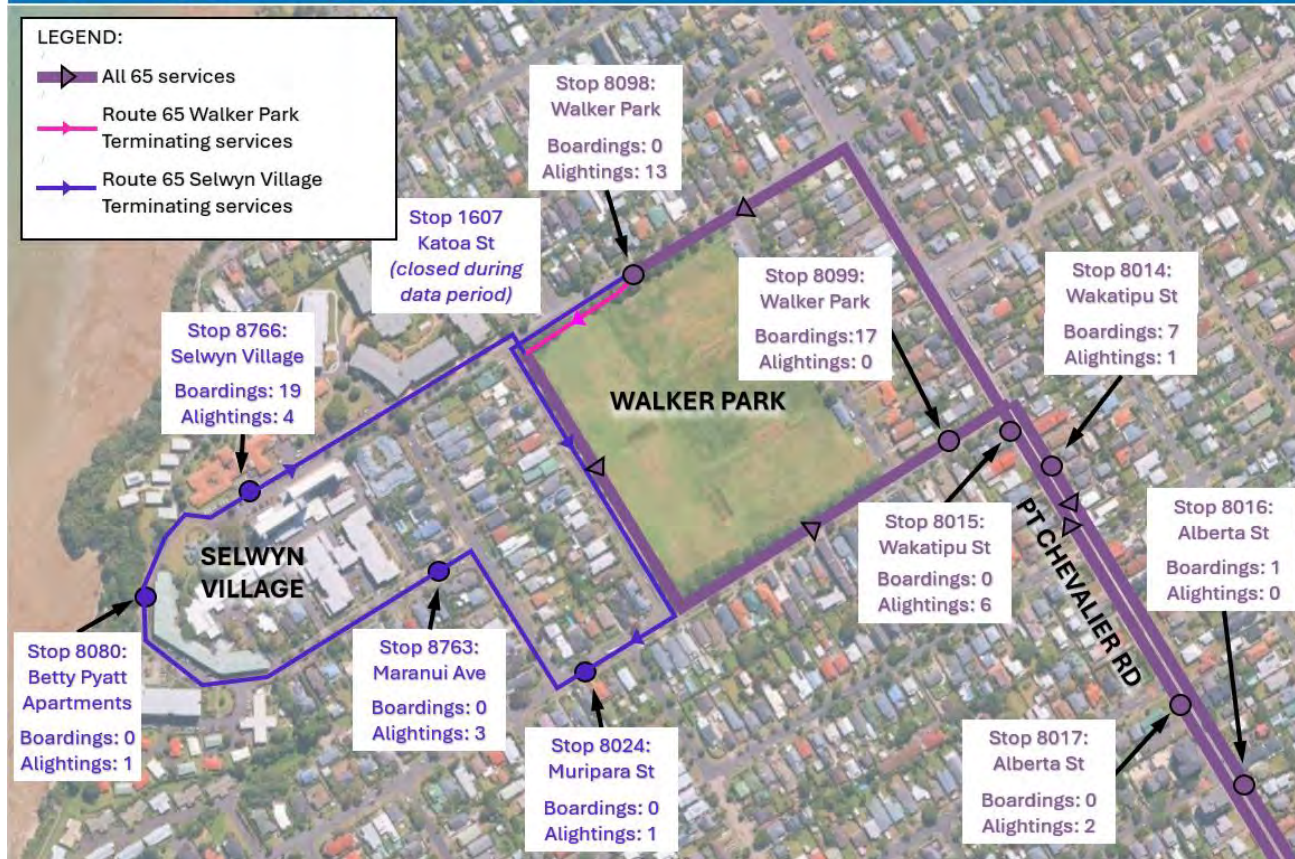 LEGEND:
All 65 services
Route 65 Walker Park
Terminating services
Route 65 Selwyn Village
Terminating services
Stop 8098:
Walker Park
Boardings: 0
Alightings: 13
Stop 1607
Katoa St
(closed during
data period)
Stop 8099:
Walker Park
Boardings:17
Alightings: 0
Stop 8014:
Wakatipu St
Boardings: 7
Alightings: 1
Stop 8766:
Selwyn Village
Boardings: 19
Alightings: 4
WALKER PARK
SELWYN
VILLAGE
Stop 8015:
Wakatipu St
Boardings: 0
Alightings: 6
PT CHEVALIER RD
Stop 8016:
Alberta St
Boardings: 1
Alightings: 0
Stop 8080:
Betty Pyatt
Apartments
Boardings: 0
Alightings: 1
Stop 8763:
Maranui Ave
Boardings: 0
Alightings: 3
Stop 8024:
Muripara St
Boardings: 0
Alightings: 1
Stop 8017:
Alberta St
Boardings: 0
Alightings: 2